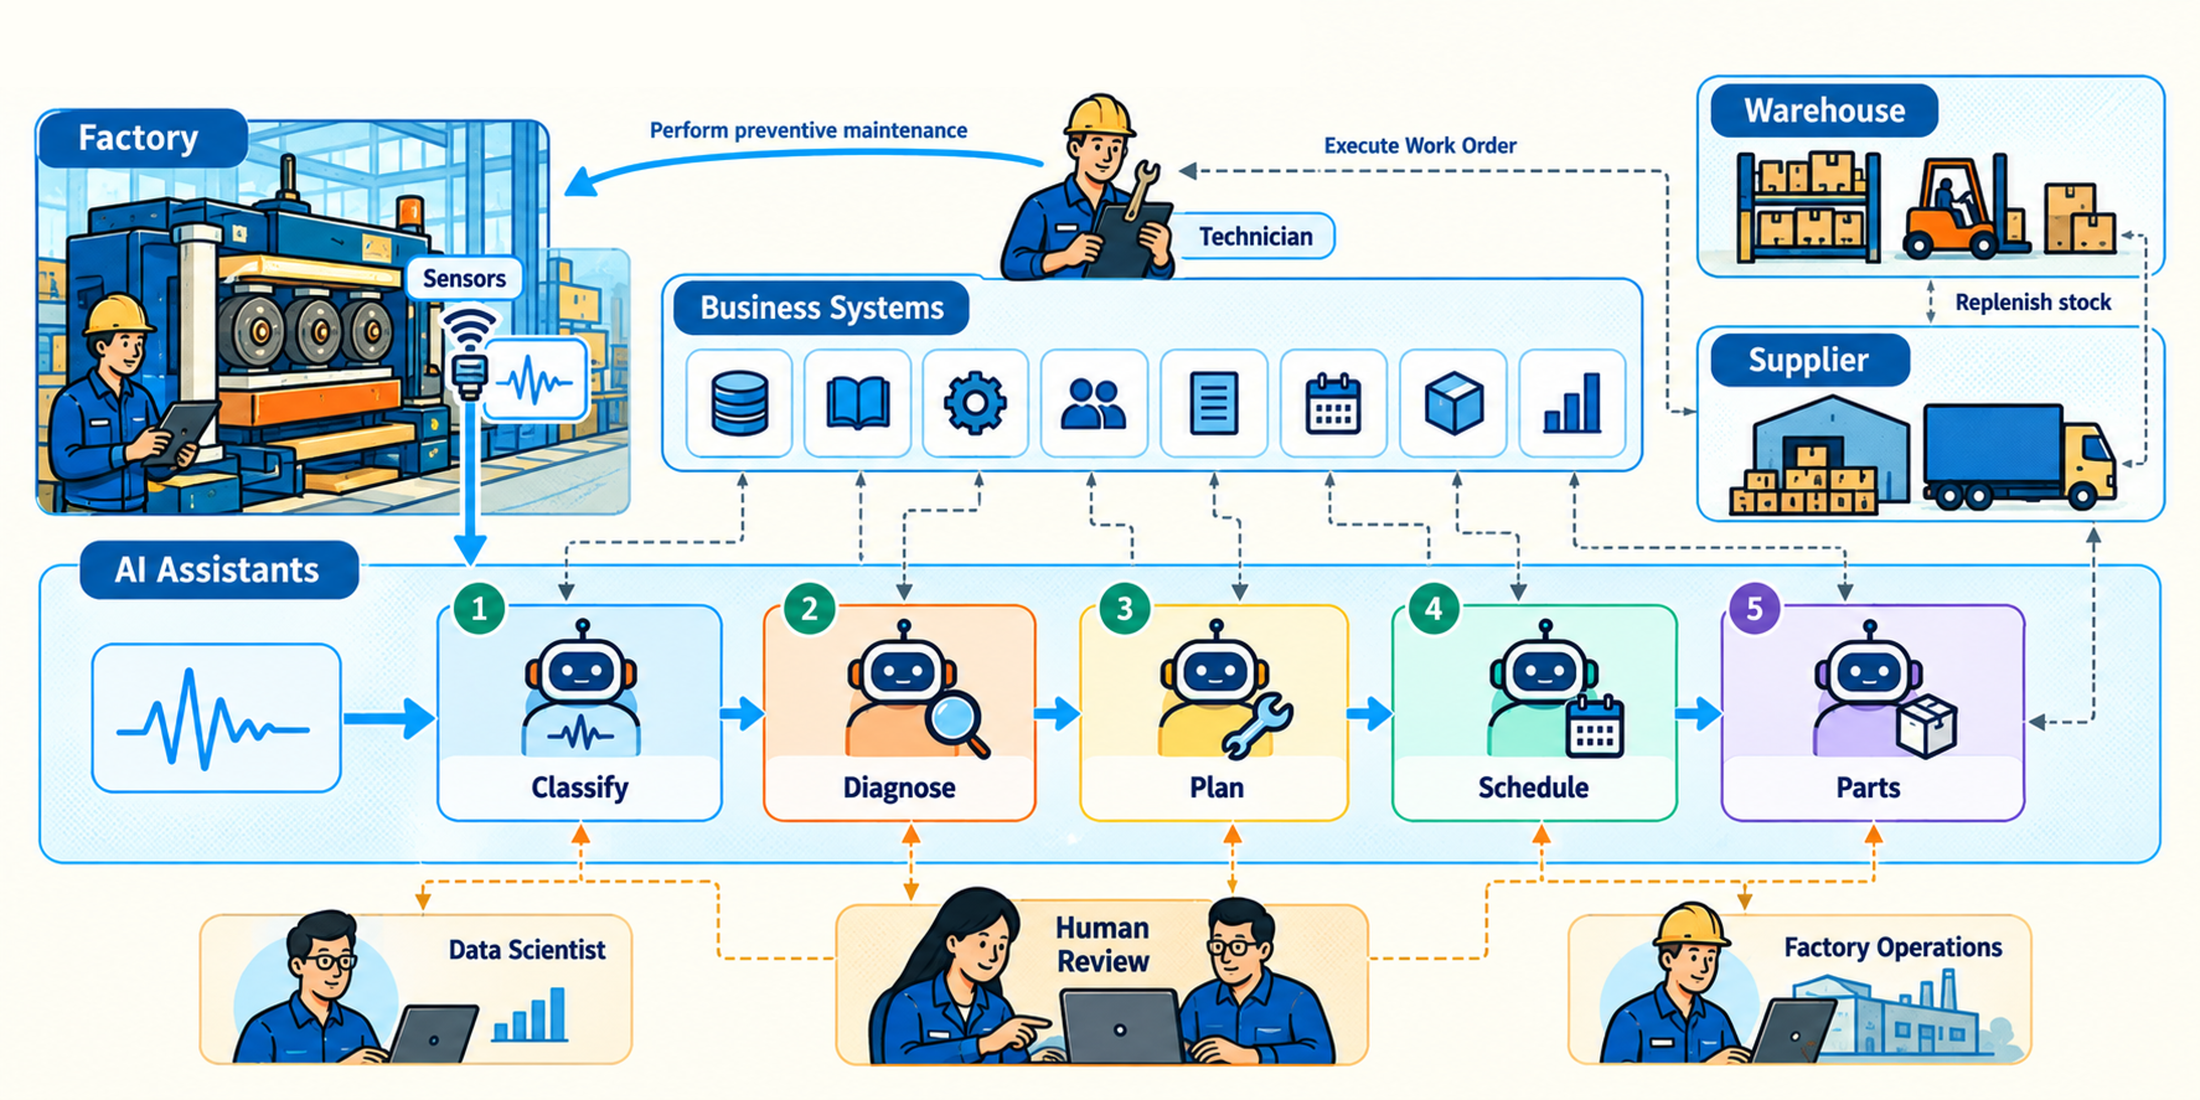 Factory
Perform preventive maintenance
Execute Work Order
Warehouse
Technician
Sensors
Business Systems
Replenish stock
Supplier
AI Assistants
1
2
3
4
5
Classify
Diagnose
Plan
Schedule
Parts
Data Scientist
Human
Review
Factory Operations